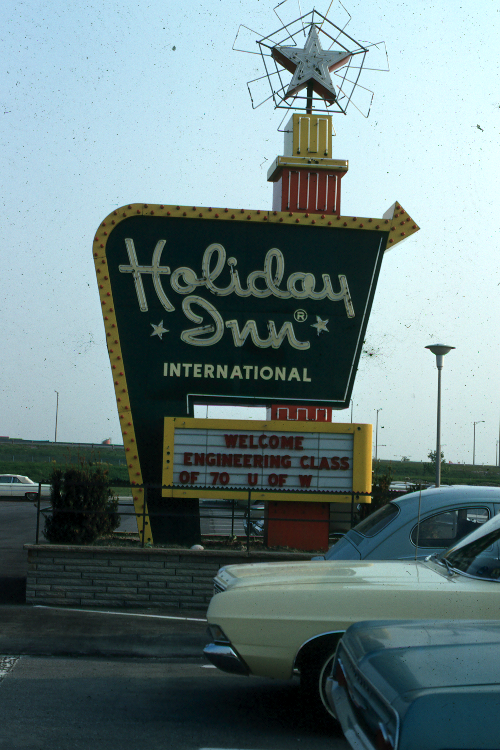 Holiday
Inn®
INTERNATIONAL
WELCOME
ENGINEERING CLASS
OF 70 U OF W